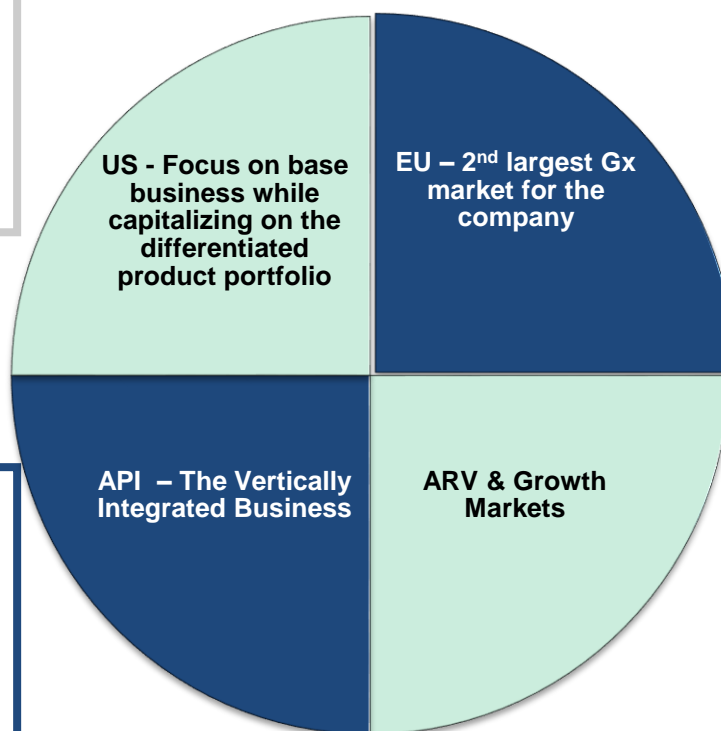 US - Focus on base
business while
capitalizing on the
differentiated
product portfolio
EU – 2nd largest Gx
market for the
company
API – The Vertically
Integrated Business
ARV & Growth
Markets